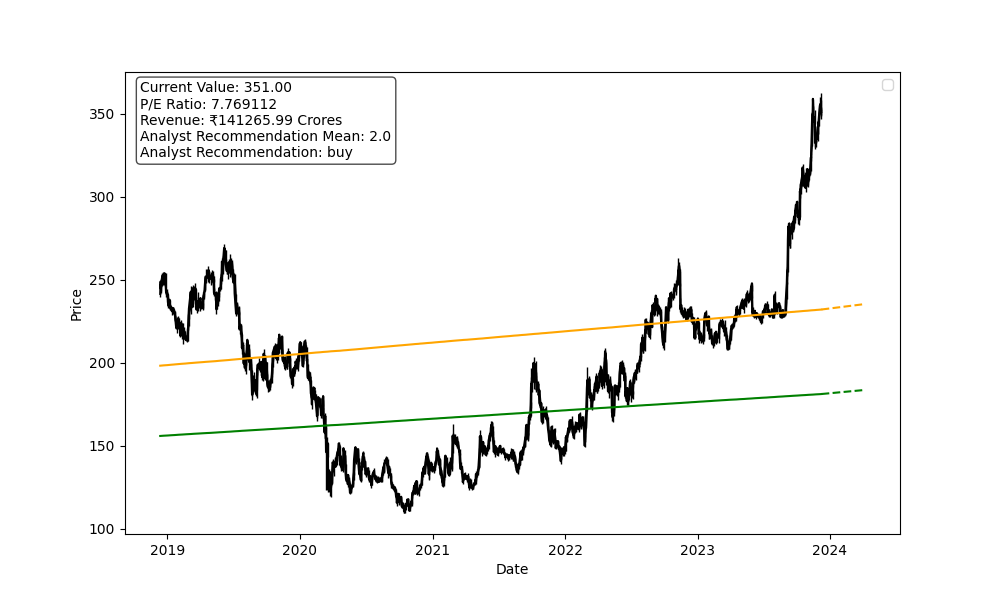 Current Value: 351.00
P/E Ratio: 7.769112
Revenue: ₹141265.99 Crores
Analyst Recommendation Mean: 2.0
Analyst Recommendation: buy
350
300
250
200
150
100
Price
2019 2020 2021 2022 2023 2024
Date